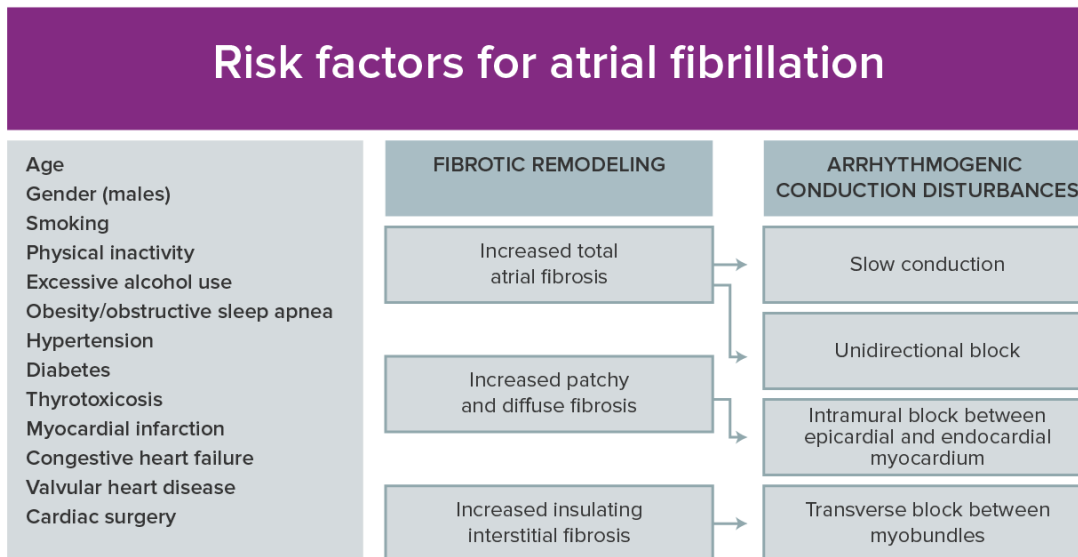 Risk factors for atrial fibrillation
Age
Gender (males)
Smoking
Physical inactivity
Excessive alcohol use
Obesity/obstructive sleep apnea
Hypertension
Diabetes
Thyrotoxicosis
Myocardial infarction
Congestive heart failure
Valvular heart disease
Cardiac surgery
FIBROTIC REMODELING
Increased total
atrial fibrosis
Increased patchy
and diffuse fibrosis
Increased insulating
interstitial fibrosis
ARRHYTHMOGENIC
CONDUCTION DISTURBANCES
Slow conduction
Unidirectional block
Intramural block between
epicardial and endocardial
myocardium
Transverse block between
myobundles